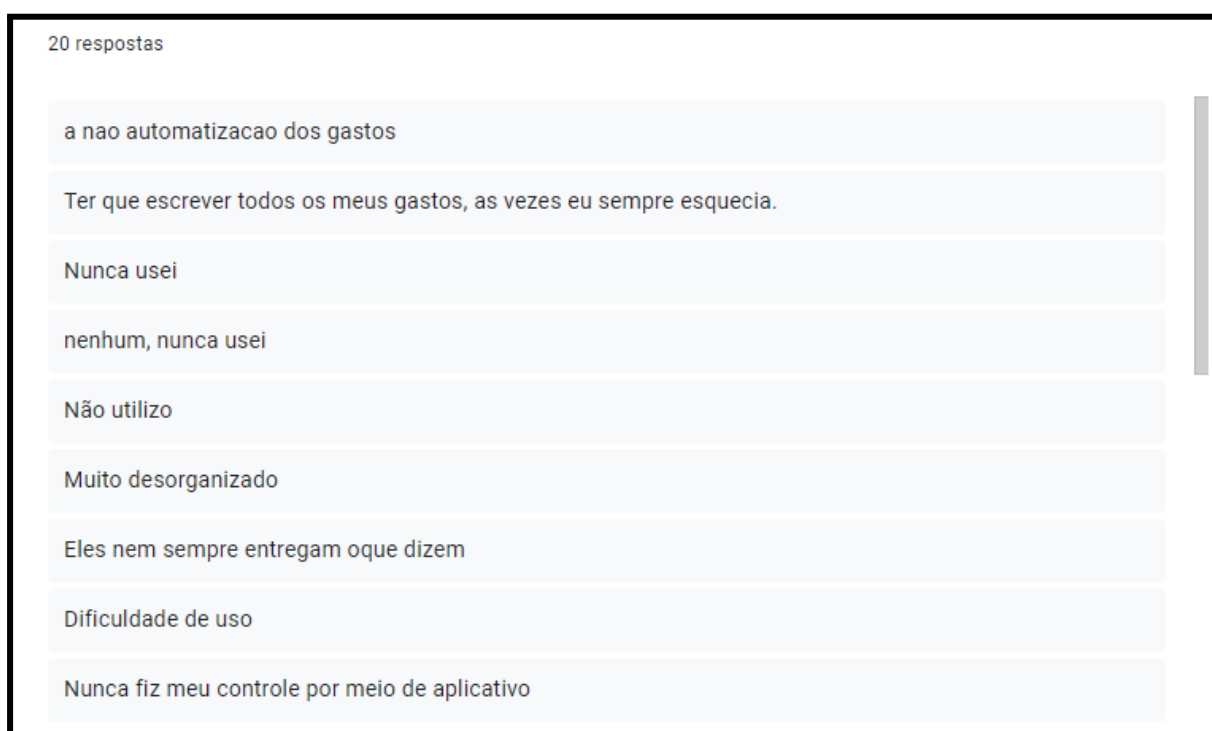 20 respostas
a nao automatizacao dos gastos
Ter que escrever todos os meus gastos, as vezes eu sempre esquecia.
Nunca usei
nenhum, nunca usei
Não utilizo
Muito desorganizado
Eles nem sempre entregam oque dizem
Dificuldade de uso
Nunca fiz meu controle por meio de aplicativo